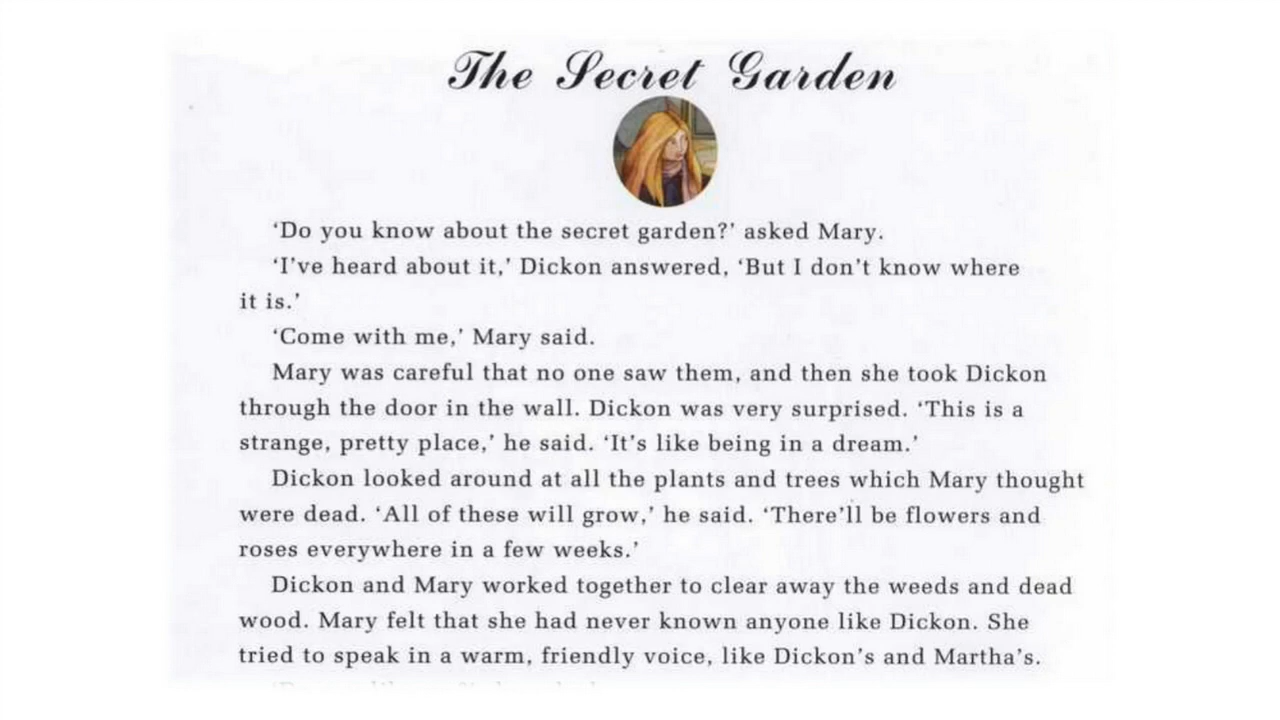 The Secret Garden
‘Do you know about the secret garden?’ asked Mary.
‘I’ve heard about it,’ Dickon answered, ‘But I don’t know where
it is.’
‘Come with me,’ Mary said.
Mary was careful that no one saw them, and then she took Dickon
through the door in the wall. Dickon was very surprised. ‘This is a
strange, pretty place,’ he said. ‘It’s like being in a dream.’
Dickon looked around at all the plants and trees which Mary thought
were dead. ‘All of these will grow,’ he said. ‘There’ll be flowers and
roses everywhere in a few weeks.’
Dickon and Mary worked together to clear away the weeds and dead
wood. Mary felt that she had never known anyone like Dickon. She
tried to speak in a warm, friendly voice, like Dickon’s and Martha’s.